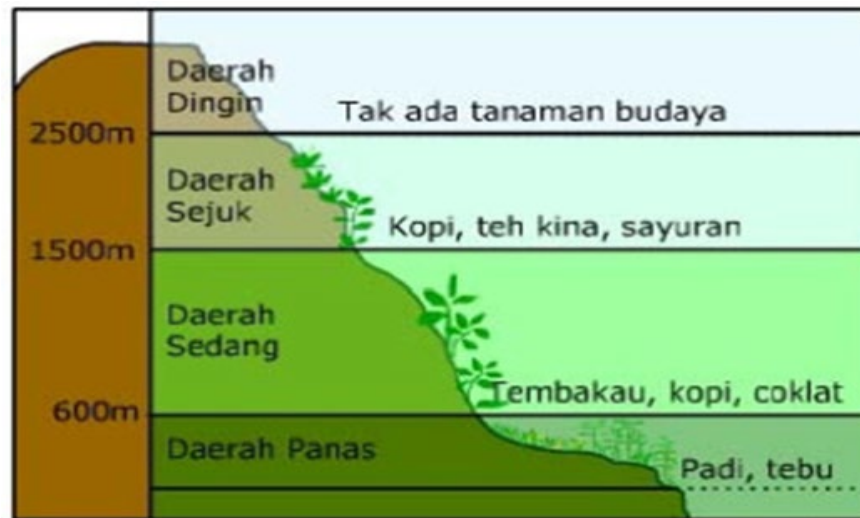 Daerah
Dingin
Tak ada tanaman budaya
2500m
Daerah
Sejuk
Kopi, teh kina, sayuran
1500m
Daerah
Sedang
Tembakau, kopi, coklat
600m
Daerah Panas
Padi, tebu